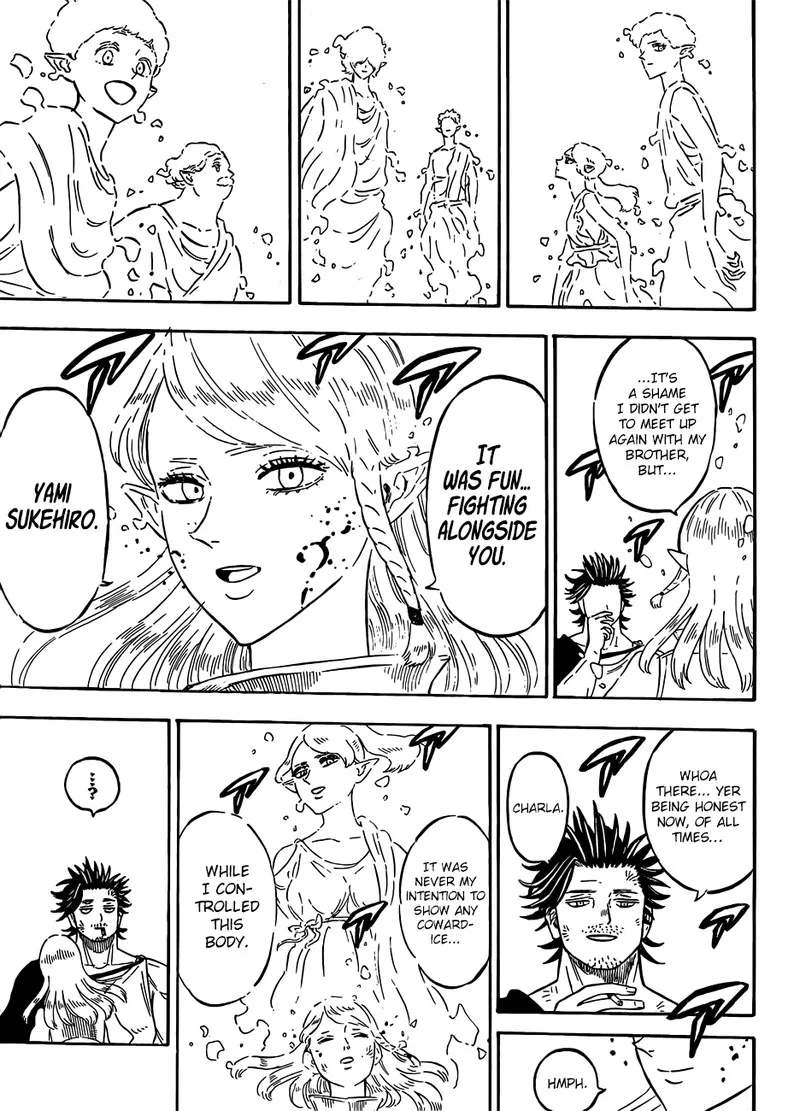 ...IT'S
A SHAME
I DIDN'T GET
TO MEET UP
AGAIN WITH MY
BROTHER,
BUT...
IT
WAS FUN...
FIGHTING
ALONGSIDE
YOU.
YAMI
SUKEHIRO.
WHOA
THERE... YER
BEING HONEST
NOW, OF ALL
TIMES...
CHARLA.
HMPH.
IT WAS
NEVER MY
INTENTION TO
SHOW ANY
COWARD-
ICE...
WHILE
I CON-
TROLLED
THIS
BODY.
...?